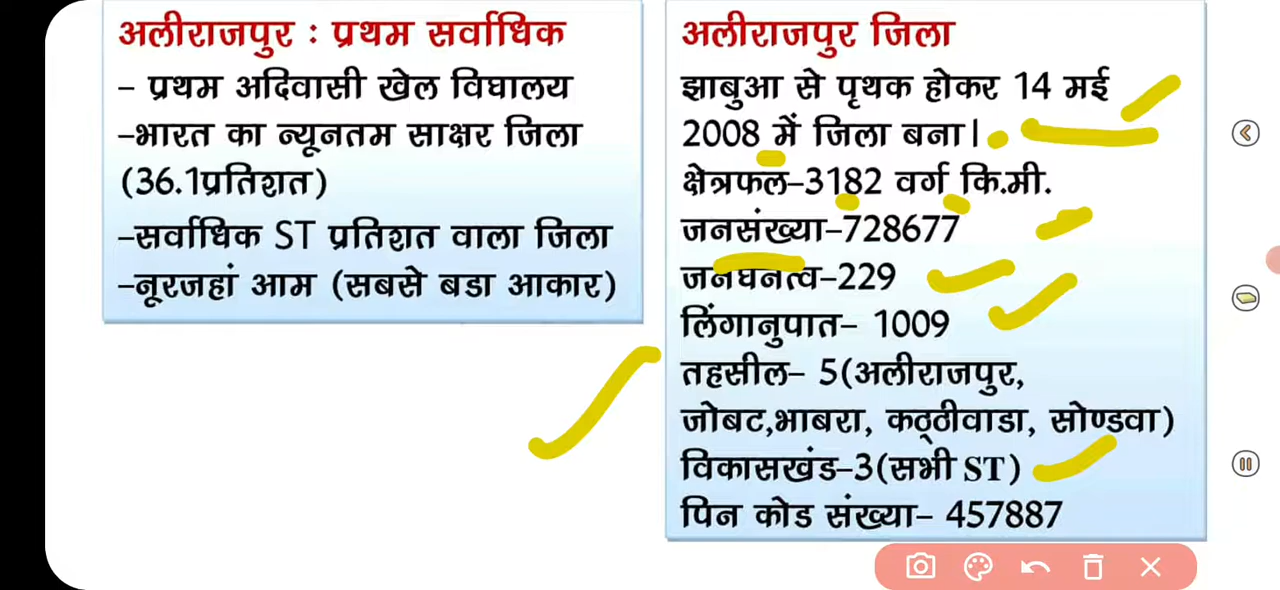 अलीराजपुर : प्रथम सर्वाधिक
– प्रथम अदिवासी खेल विघालय
–भारत का न्यूनतम साक्षर जिला
(36.1प्रतिशत)
–सर्वाधिक ST प्रतिशत वाला जिला
–नूरजहां आम (सबसे बडा आकार)
अलीराजपुर जिला
झाबुआ से पृथक होकर 14 मई
2008 में जिला बना|
क्षेत्रफल–3182 वर्ग कि.मी.
जनसंख्या–728677
जनघनत्व–229
लिंगानुपात– 1009
तहसील– 5(अलीराजपुर,
जोबट,भाबरा, कठ्ठीवाडा, सोण्डवा)
विकासखंड–3(सभी ST)
पिन कोड संख्या– 457887